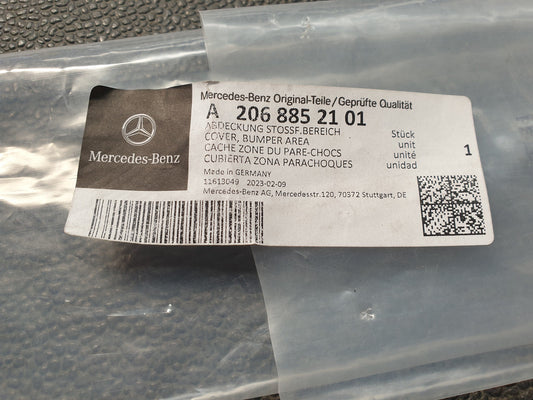 Mercedes-Benz Original-Teile/Geprüfte Qualität
A 206 885 21 01
ABDECKUNG STOSSF.BEREICH
COVER, BUMPER AREA
CACHE ZONE DU PARE-CHOCS
CUBIERTA ZONA PARACHOQUES
Stück
unit
unité
unidad
1
Made in GERMANY
11613049 2023-02-09
Mercedes-Benz AG, Mercedesstr.120, 70372 Stuttgart, DE
Mercedes-Benz